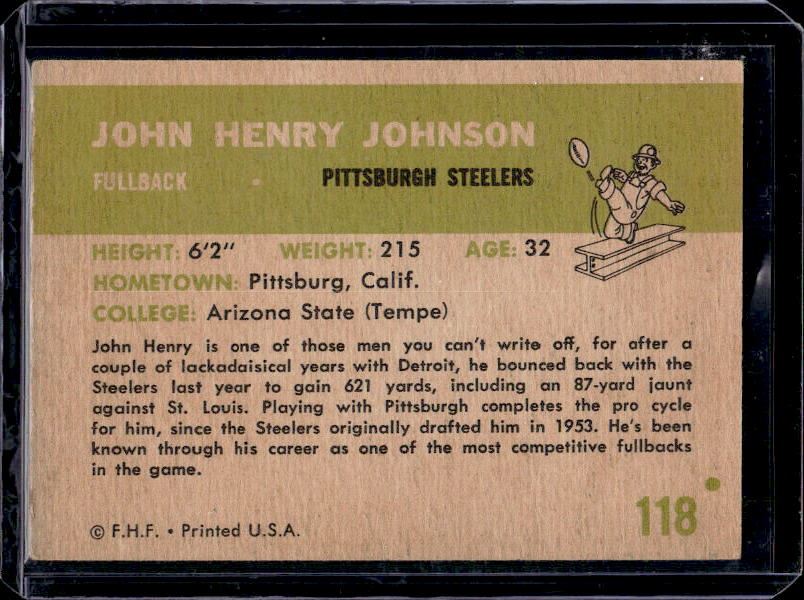 JOHN HENRY JOHNSON
FULLBACK • PITTSBURGH STEELERS
HEIGHT: 6'2" WEIGHT: 215 AGE: 32
HOMETOWN: Pittsburg, Calif.
COLLEGE: Arizona State (Tempe)
John Henry is one of those men you can't write off, for after a
couple of lackadaisical years with Detroit, he bounced back with the
Steelers last year to gain 621 yards, including an 87-yard jaunt
against St. Louis. Playing with Pittsburgh completes the pro cycle
for him, since the Steelers originally drafted him in 1953. He's been
known through his career as one of the most competitive fullbacks
in the game.
118
© F.H.F. • Printed U.S.A.